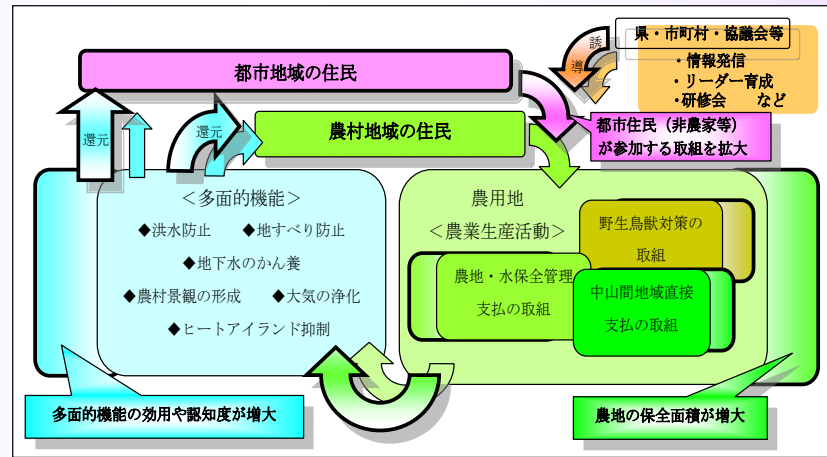 県・市町村・協議会等
・情報発信
・リーダー育成
・研修会 など
誘
導
都市地域の住民
還元
還元
農村地域の住民
都市住民（非農家等）
が参加する取組を拡大
＜多面的機能＞
◆洪水防止 ◆地すべり防止
◆地下水のかん養
◆農村景観の形成 ◆大気の浄化
◆ヒートアイランド抑制
農用地
＜農業生産活動＞
野生鳥獣対策の
取組
農地・水保全管理
支払の取組
中山間地域直接
支払の取組
多面的機能の効用や認知度が増大
農地の保全面積が増大